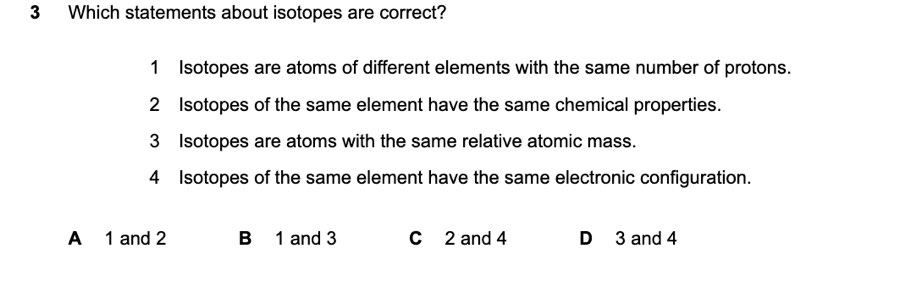 3 Which statements about isotopes are correct?
1 Isotopes are atoms of different elements with the same number of protons.
2 Isotopes of the same element have the same chemical properties.
3 Isotopes are atoms with the same relative atomic mass.
4 Isotopes of the same element have the same electronic configuration.
A 1 and 2 B 1 and 3 C 2 and 4 D 3 and 4